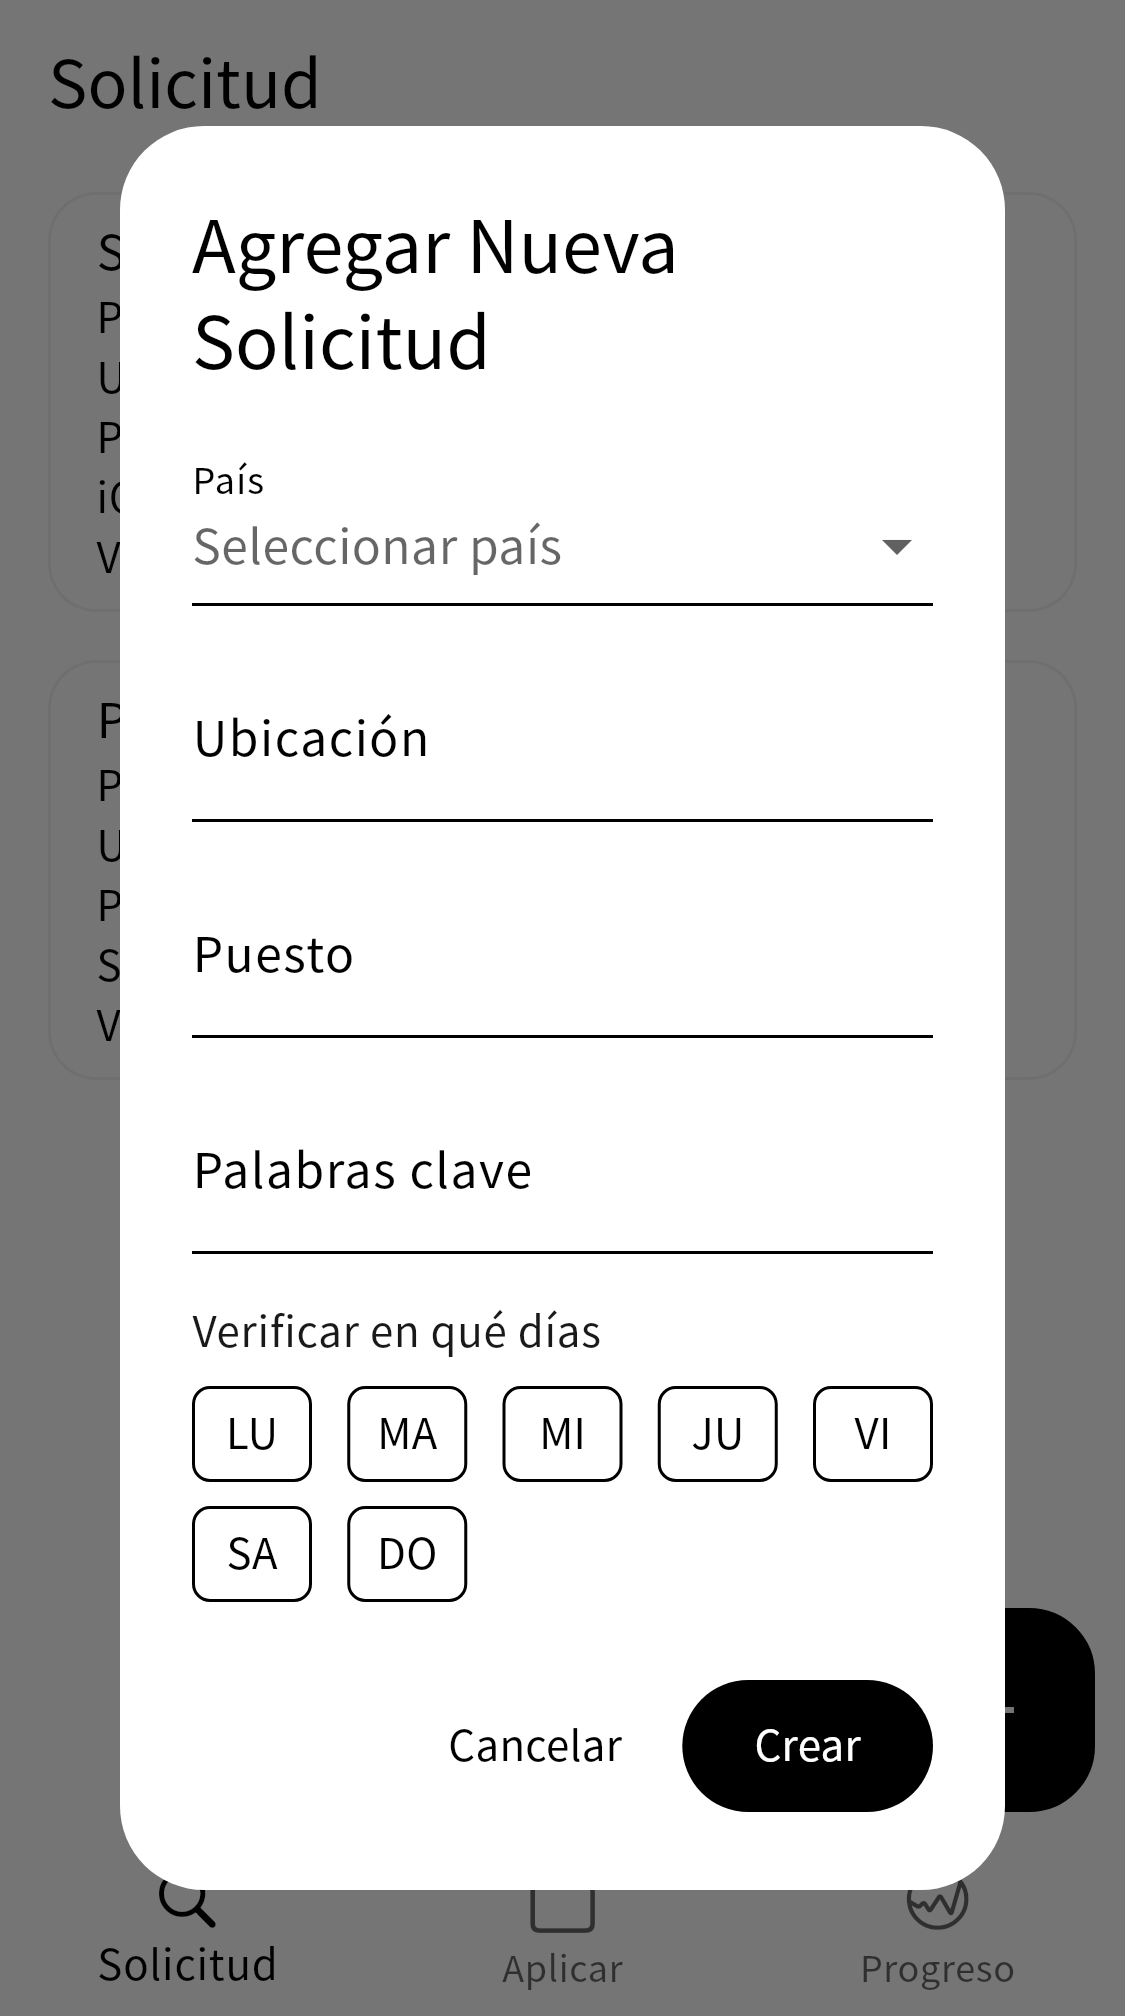 Solicitud
Agregar Nueva
Solicitud
País
Seleccionar país
Ubicación
Puesto
Palabras clave
Verificar en qué días
LU MA MI JU VI
SA DO
Cancelar Crear
Solicitud Aplicar Progreso